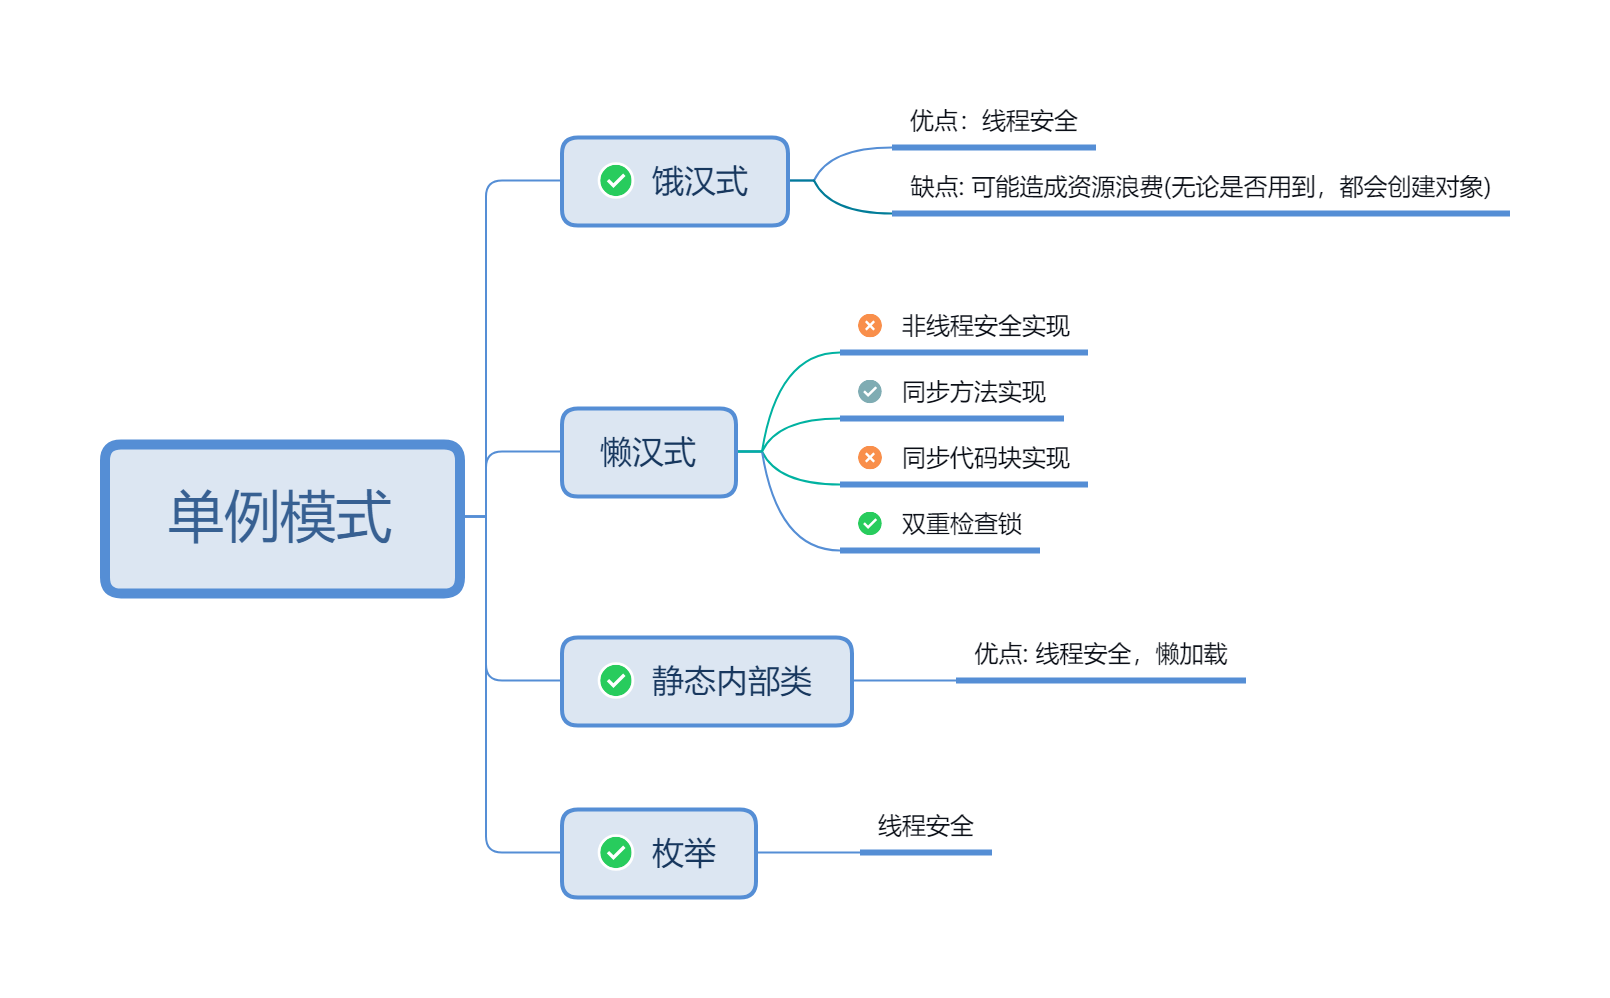 单例模式
饿汉式
优点：线程安全
缺点: 可能造成资源浪费(无论是否用到，都会创建对象)
懒汉式
非线程安全实现
同步方法实现
同步代码块实现
双重检查锁
静态内部类
优点: 线程安全，懒加载
枚举
线程安全